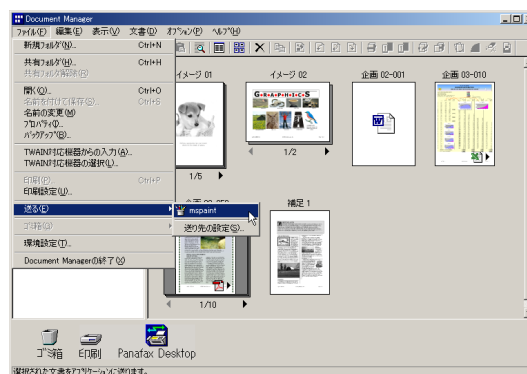 Document Manager
ファイル(F) 編集(E) 表示(V) 文書(D) オプション(P) ヘルプ(H)
新規フォルダ(N)... Ctrl+N
共有フォルダ(H)... Ctrl+H
共有フォルダ解除(R)
開く(O)... Ctrl+O
名前を付けて保存(S)... Ctrl+S
名前の変更(M)
プロパティ(I)...
バックアップ(B)...
TWAIN対応機器からの入力(A)...
TWAIN対応機器の選択(L)...
印刷(P) Ctrl+P
印刷設定(U)...
送る(E)
mspaint
送り先の設定(S)...
ゴミ箱(G)
環境設定(T)...
Document Managerの終了(X)
イメージ 01
イメージ 02
企画 02-001
企画 03-010
G•R•A•P•H•I•C•S
1/5
1/2
補足 1
1/10
ゴミ箱
印刷
Panafax Desktop
選択された文書をアプリケーションに送ります。